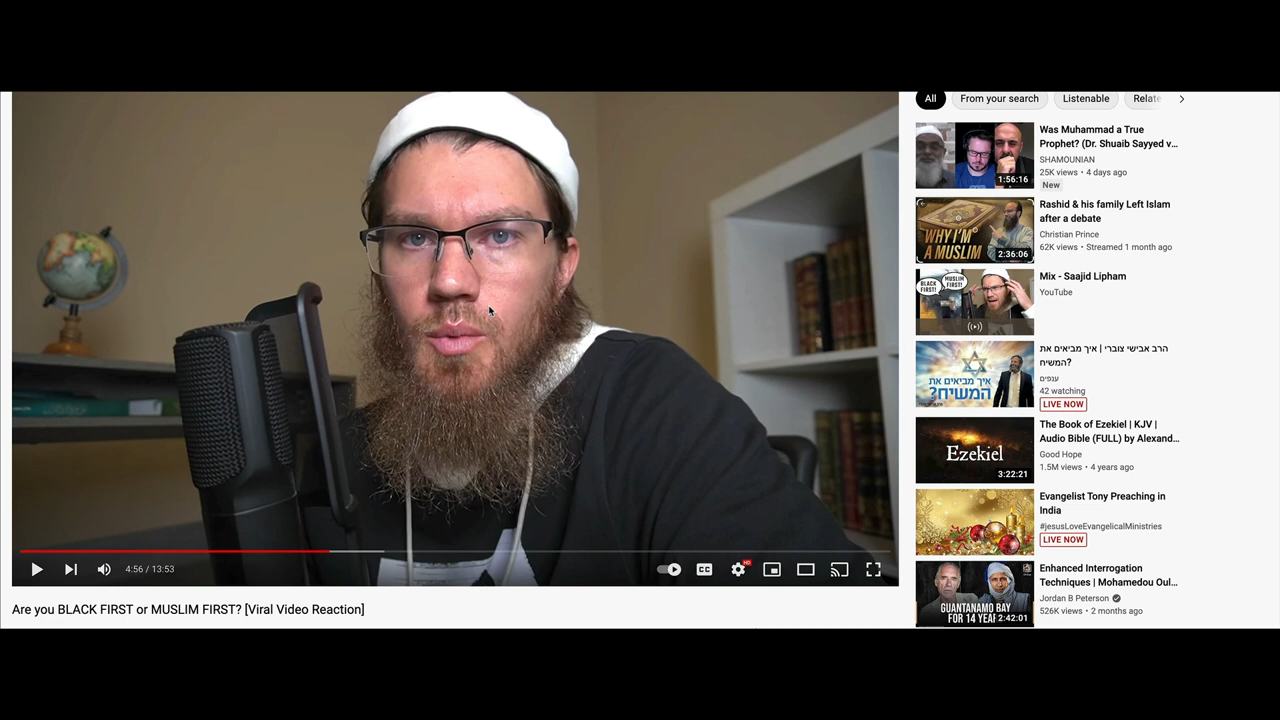 4:56 / 13:53
CC
HD
Are you BLACK FIRST or MUSLIM FIRST? [Viral Video Reaction]
All
From your search
Listenable
Relate
1:56:16
Was Muhammad a True
Prophet? (Dr. Shuaib Sayyed v...
SHAMOUNIAN
25K views • 4 days ago
New
WHY I'M
A MUSLIM
2:36:06
Rashid & his family Left Islam
after a debate
Christian Prince
62K views • Streamed 1 month ago
BLACK
FIRST!
MUSLIM
FIRST!
Mix - Saajid Lipham
YouTube
איך מביאים את
המשיח?
הרב אבישי צוברי | איך מביאים את
המשיח?
ענפים
42 watching
LIVE NOW
Ezekiel
3:22:21
The Book of Ezekiel | KJV |
Audio Bible (FULL) by Alexand...
Good Hope
1.5M views • 4 years ago
Evangelist Tony Preaching in
India
#jesusLoveEvangelicalMinistries
LIVE NOW
GUANTANAMO BAY
FOR 14 YEA
2:42:01
Enhanced Interrogation
Techniques | Mohamedou Oul...
Jordan B Peterson
526K views • 2 months ago